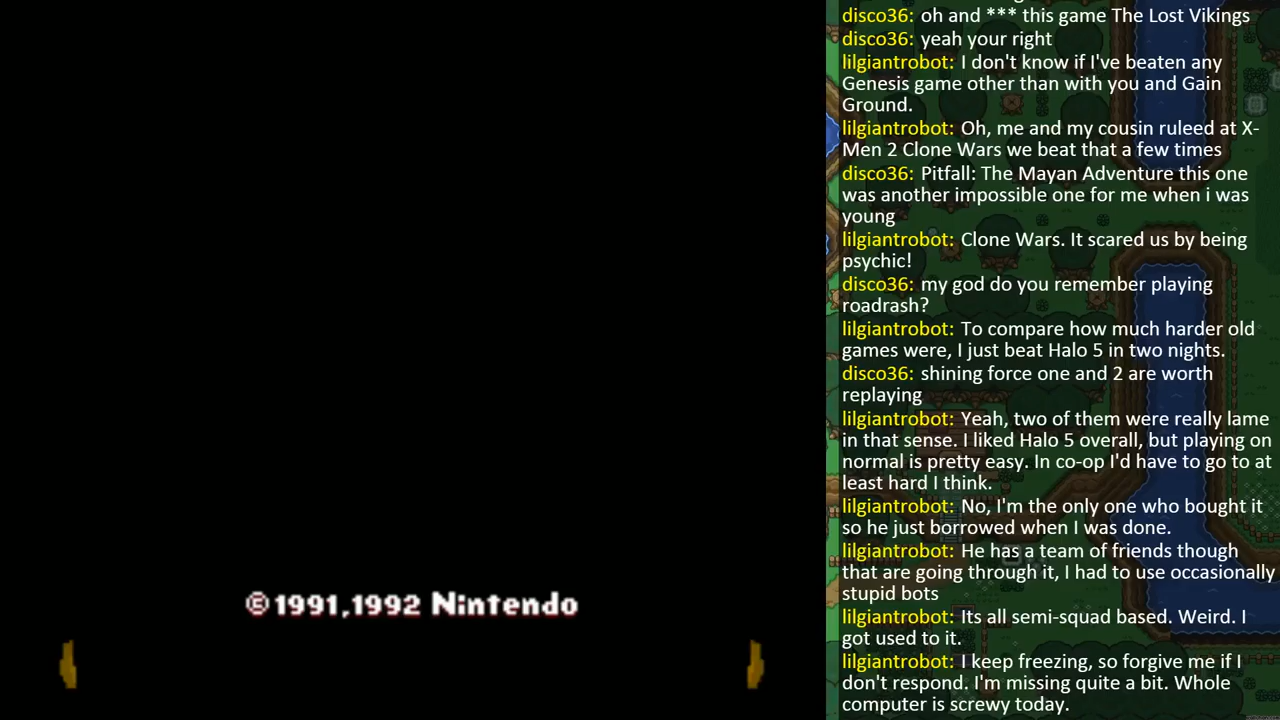 disco36: oh and *** this game The Lost Vikings
disco36: yeah your right
lilgiantrobot: I don't know if I've beaten any
Genesis game other than with you and Gain
Ground.
lilgiantrobot: Oh, me and my cousin ruleed at X-
Men 2 Clone Wars we beat that a few times
disco36: Pitfall: The Mayan Adventure this one
was another impossible one for me when i was
young
lilgiantrobot: Clone Wars. It scared us by being
psychic!
disco36: my god do you remember playing
roadrash?
lilgiantrobot: To compare how much harder old
games were, I just beat Halo 5 in two nights.
disco36: shining force one and 2 are worth
replaying
lilgiantrobot: Yeah, two of them were really lame
in that sense. I liked Halo 5 overall, but playing on
normal is pretty easy. In co-op I'd have to go to at
least hard I think.
lilgiantrobot: No, I'm the only one who bought it
so he just borrowed when I was done.
lilgiantrobot: He has a team of friends though
that are going through it, I had to use occasionally
stupid bots
lilgiantrobot: Its all semi-squad based. Weird. I
got used to it.
lilgiantrobot: I keep freezing, so forgive me if I
don't respond. I'm missing quite a bit. Whole
computer is screwy today.
©1991,1992 Nintendo